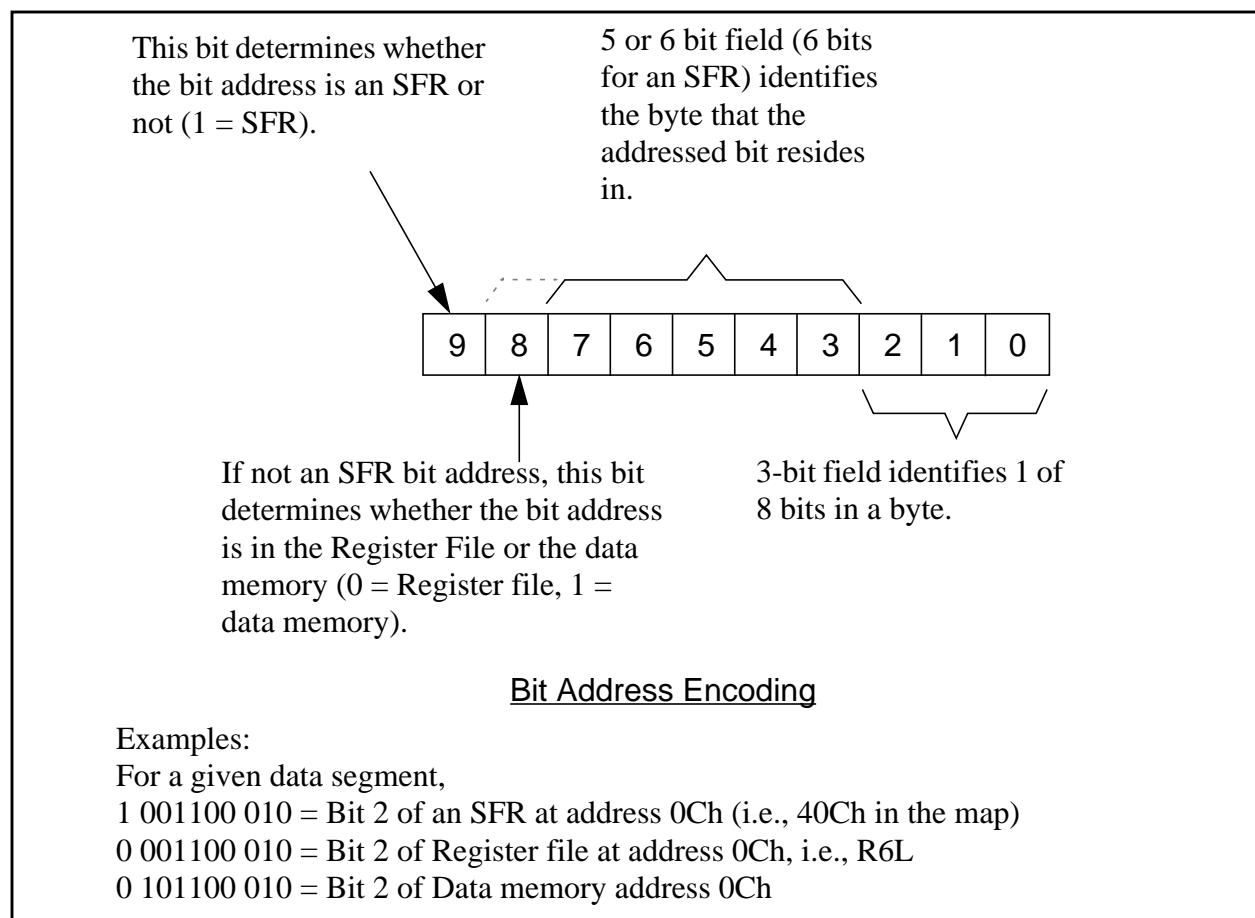 This bit determines whether
the bit address is an SFR or
not (1 = SFR).
5 or 6 bit field (6 bits
for an SFR) identifies
the byte that the
addressed bit resides
in.
9 8 7 6 5 4 3 2 1 0
If not an SFR bit address, this bit
determines whether the bit address
is in the Register File or the data
memory (0 = Register file, 1 =
data memory).
3-bit field identifies 1 of
8 bits in a byte.
Bit Address Encoding
Examples:
For a given data segment,
1 001100 010 = Bit 2 of an SFR at address 0Ch (i.e., 40Ch in the map)
0 001100 010 = Bit 2 of Register file at address 0Ch, i.e., R6L
0 101100 010 = Bit 2 of Data memory address 0Ch